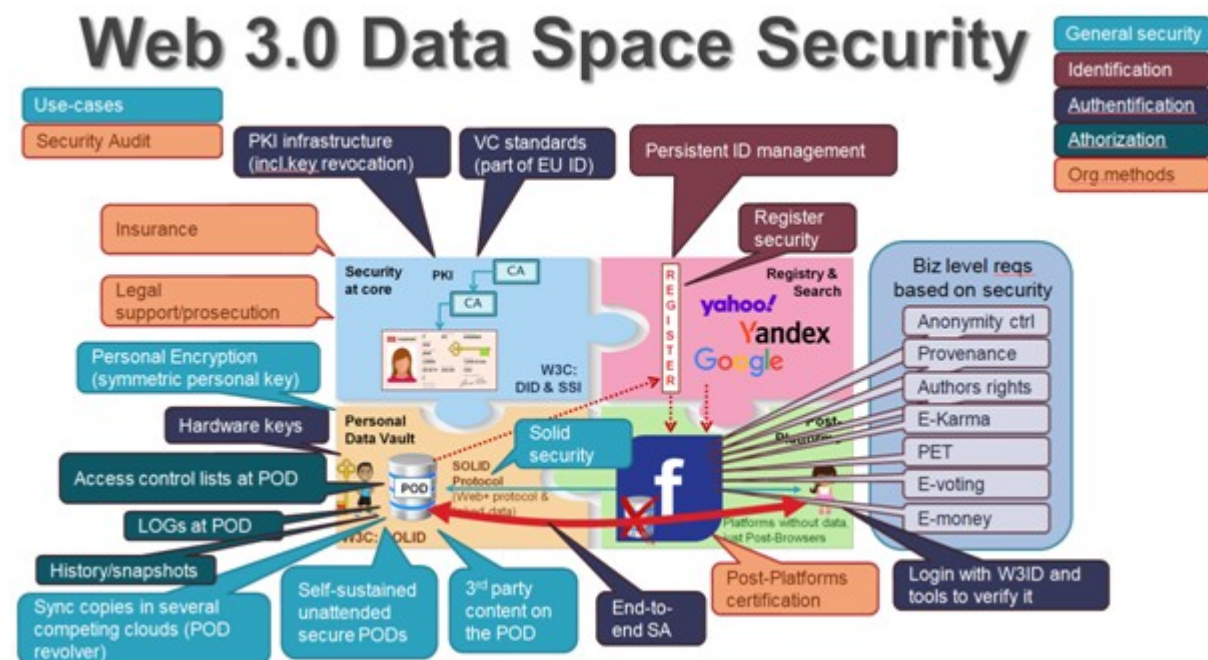 Web 3.0 Data Space Security
General security
Identification
Authentification
Athorization
Org.methods
Use-cases
Security Audit
PKI infrastructure
(incl.key revocation)
VC standards
(part of EU ID)
Persistent ID management
Register
security
Insurance
Legal
support/prosecution
Personal Encryption
(symmetric personal key)
Hardware keys
Access control lists at POD
LOGs at POD
History/snapshots
Sync copies in several
competing clouds (POD
revolver)
Security
at core
PKI
CA
CA
W3C:
DID & SSI
REGISTER
Registry &
Search
yahoo!
Yandex
Google
Personal
Data Vault
POD
SOLID
Protocol
(Web+ protocol &
W3C: SOLID
Solid
security
Post-
f
Platforms without data,
just Post-Browsers
Biz level reqs
based on security
Anonymity ctrl
Provenance
Authors rights
E-Karma
PET
E-voting
E-money
Self-sustained
unattended
secure PODs
3rd party
content on
the POD
End-to-
end SA
Post-Platforms
certification
Login with W3ID and
tools to verify it